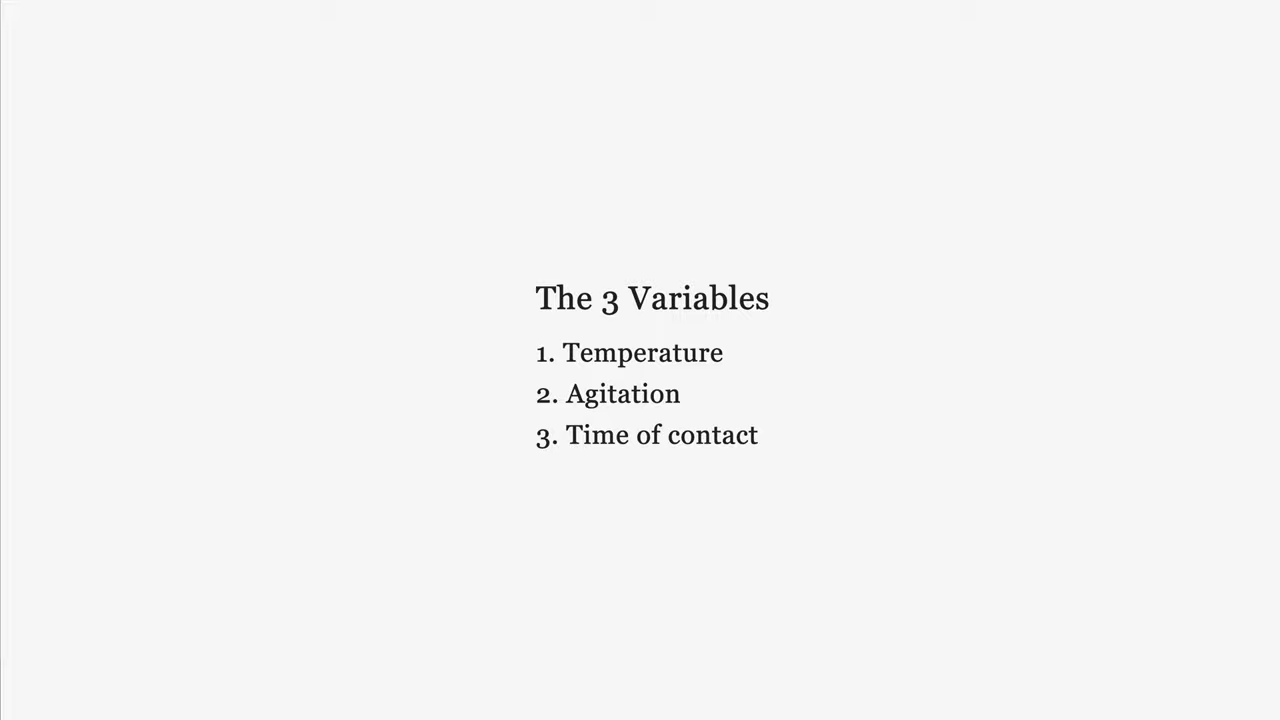 The 3 Variables
1. Temperature
2. Agitation
3. Time of contact